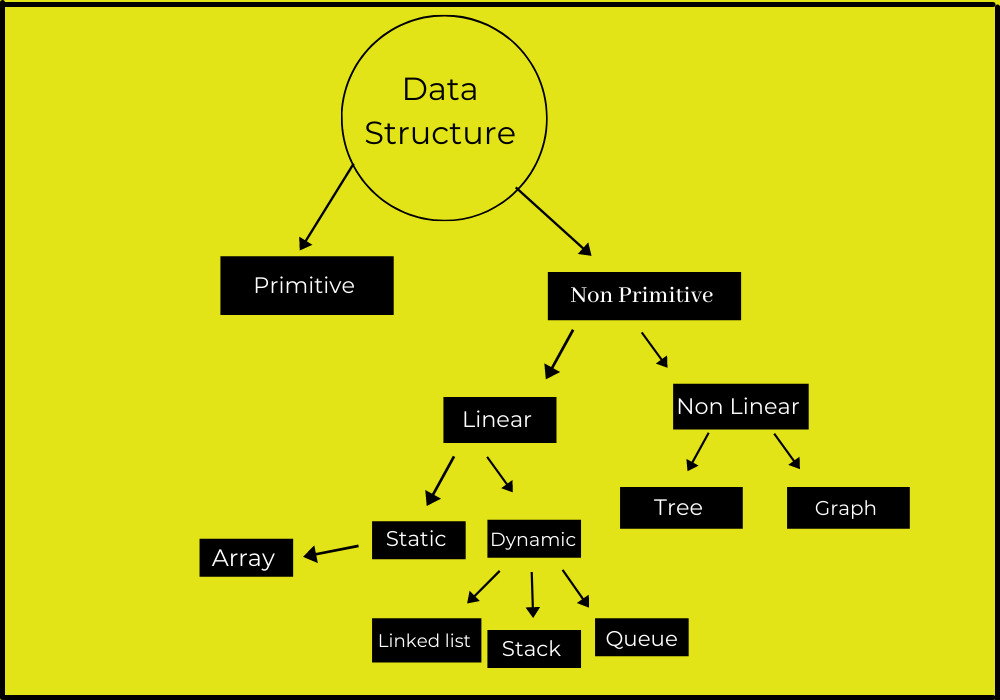 Data
Structure
Primitive
Non Primitive
Linear
Non Linear
Static
Dynamic
Tree
Graph
Array
Linked list
Stack
Queue